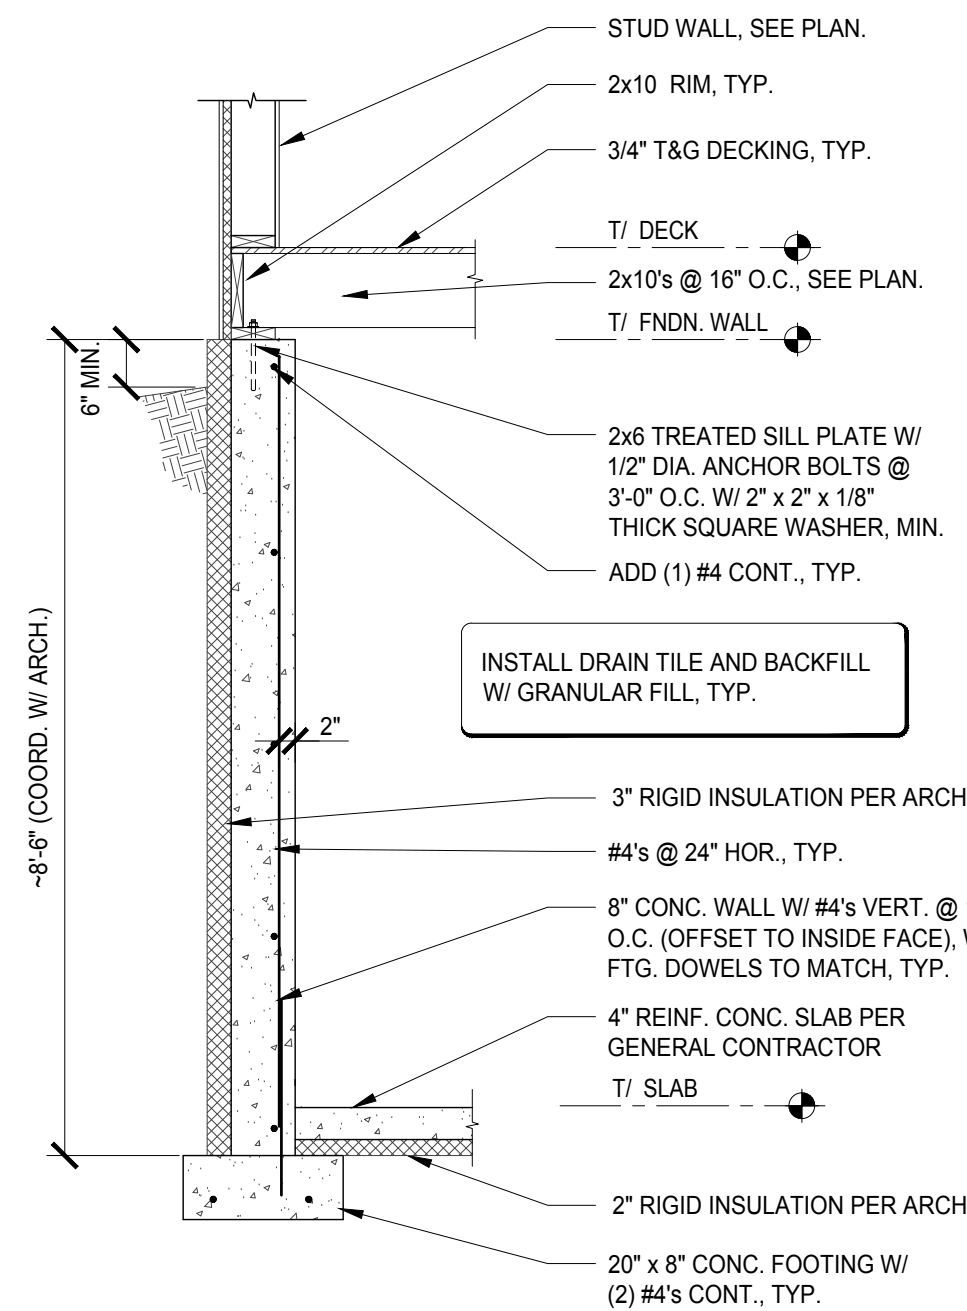 STUD WALL, SEE PLAN.
2x10 RIM, TYP.
3/4" T&G DECKING, TYP.
T/ DECK
2x10's @ 16" O.C., SEE PLAN.
T/ FNDN. WALL
6" MIN.
2x6 TREATED SILL PLATE W/
1/2" DIA. ANCHOR BOLTS @
3'-0" O.C. W/ 2" x 2" x 1/8"
THICK SQUARE WASHER, MIN.
ADD (1) #4 CONT., TYP.
INSTALL DRAIN TILE AND BACKFILL
W/ GRANULAR FILL, TYP.
~8'-6" (COORD. W/ ARCH.)
2"
3" RIGID INSULATION PER ARCH
#4's @ 24" HOR., TYP.
8" CONC. WALL W/ #4's VERT. @
O.C. (OFFSET TO INSIDE FACE),
FTG. DOWELS TO MATCH, TYP.
4" REINF. CONC. SLAB PER
GENERAL CONTRACTOR
T/ SLAB
2" RIGID INSULATION PER ARCH
20" x 8" CONC. FOOTING W/
(2) #4's CONT., TYP.